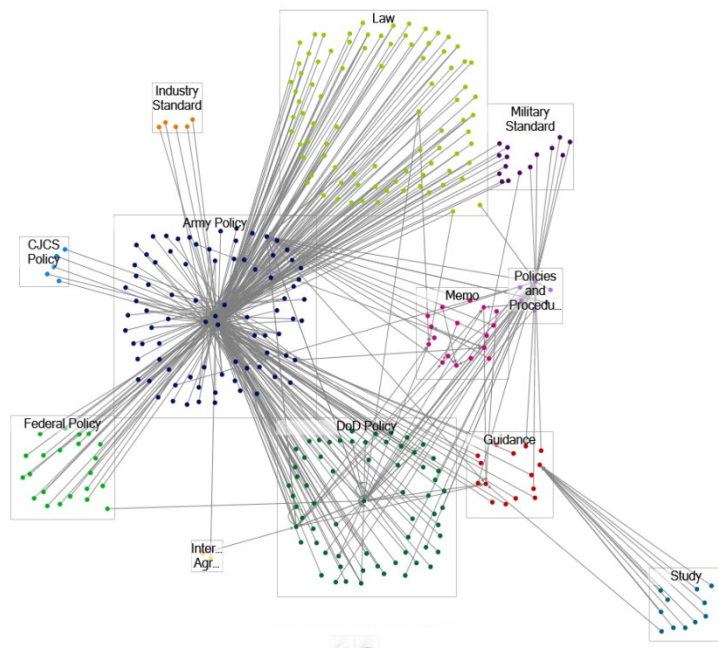 Law
Industry
Standard
Military
Standard
Army Policy
CJCS
Policy
Policies
and
Procedu...
Memo
Federal Policy
DoD Policy
Guidance
Inter...
Agr...
Study